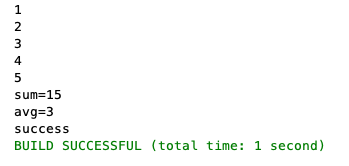 1
2
3
4
5
sum=15
avg=3
success
BUILD SUCCESSFUL (total time: 1 second)